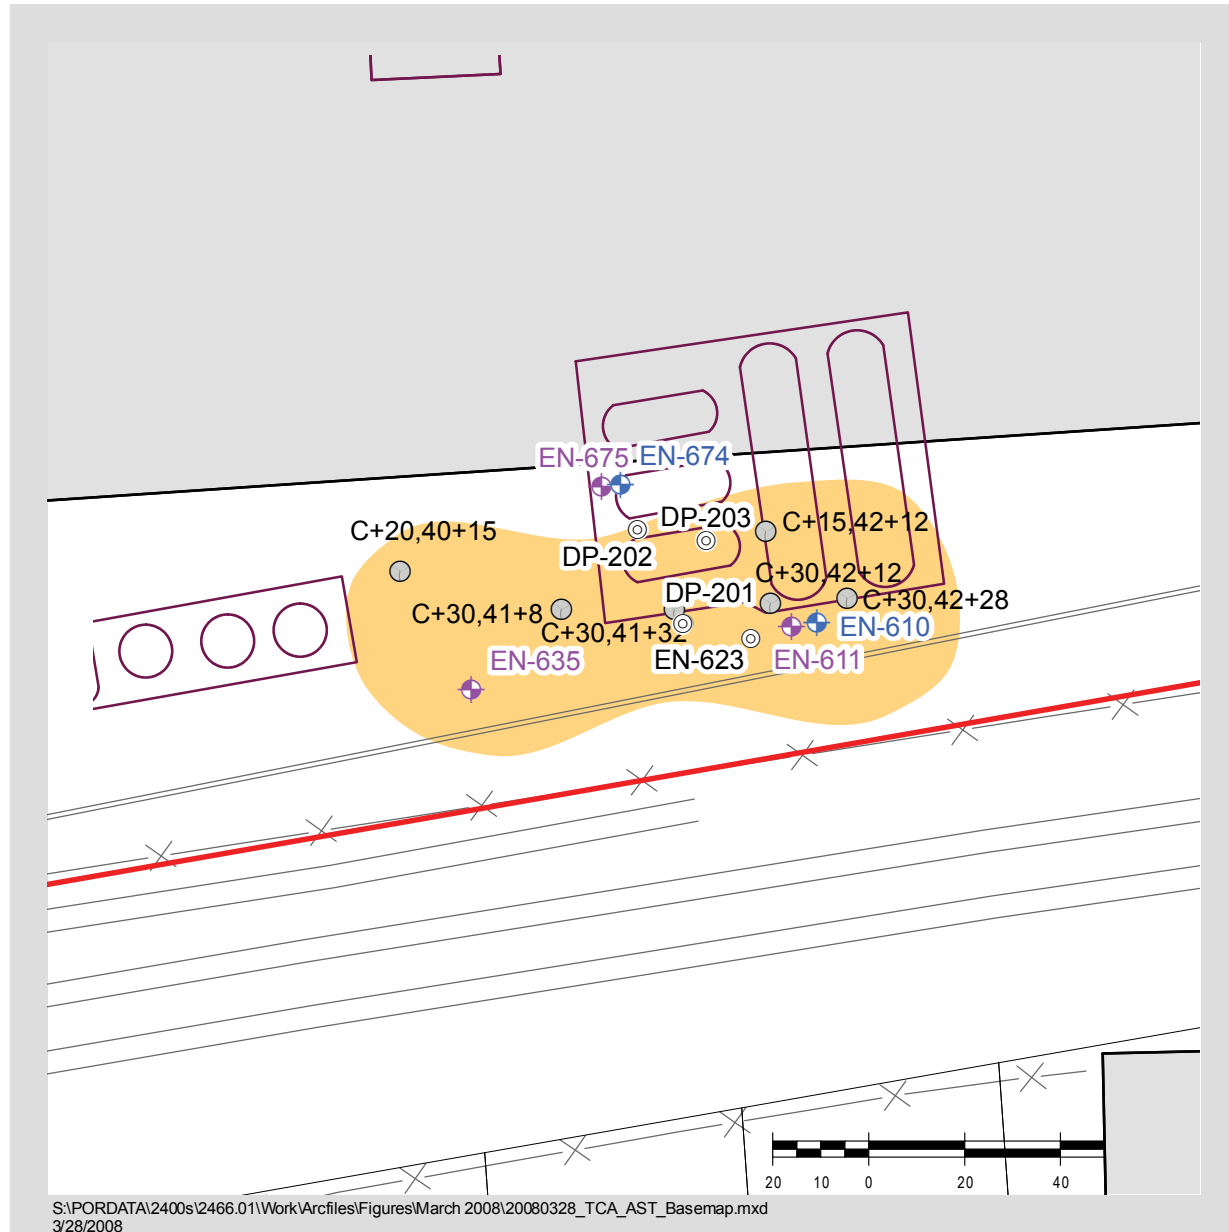 EN-675 EN-674
DP-203
C+15,42+12
C+20,40+15
DP-202
C+30,42+12
DP-201
C+30,42+28
C+30,41+8
C+30,41+32
EN-610
EN-635
EN-623
EN-611
20 10 0 20 40
S:\PORDATA\2400s\2466.01\Work\Arcfiles\Figures\March 2008\20080328_TCA_AST_Basemap.mxd
3/28/2008